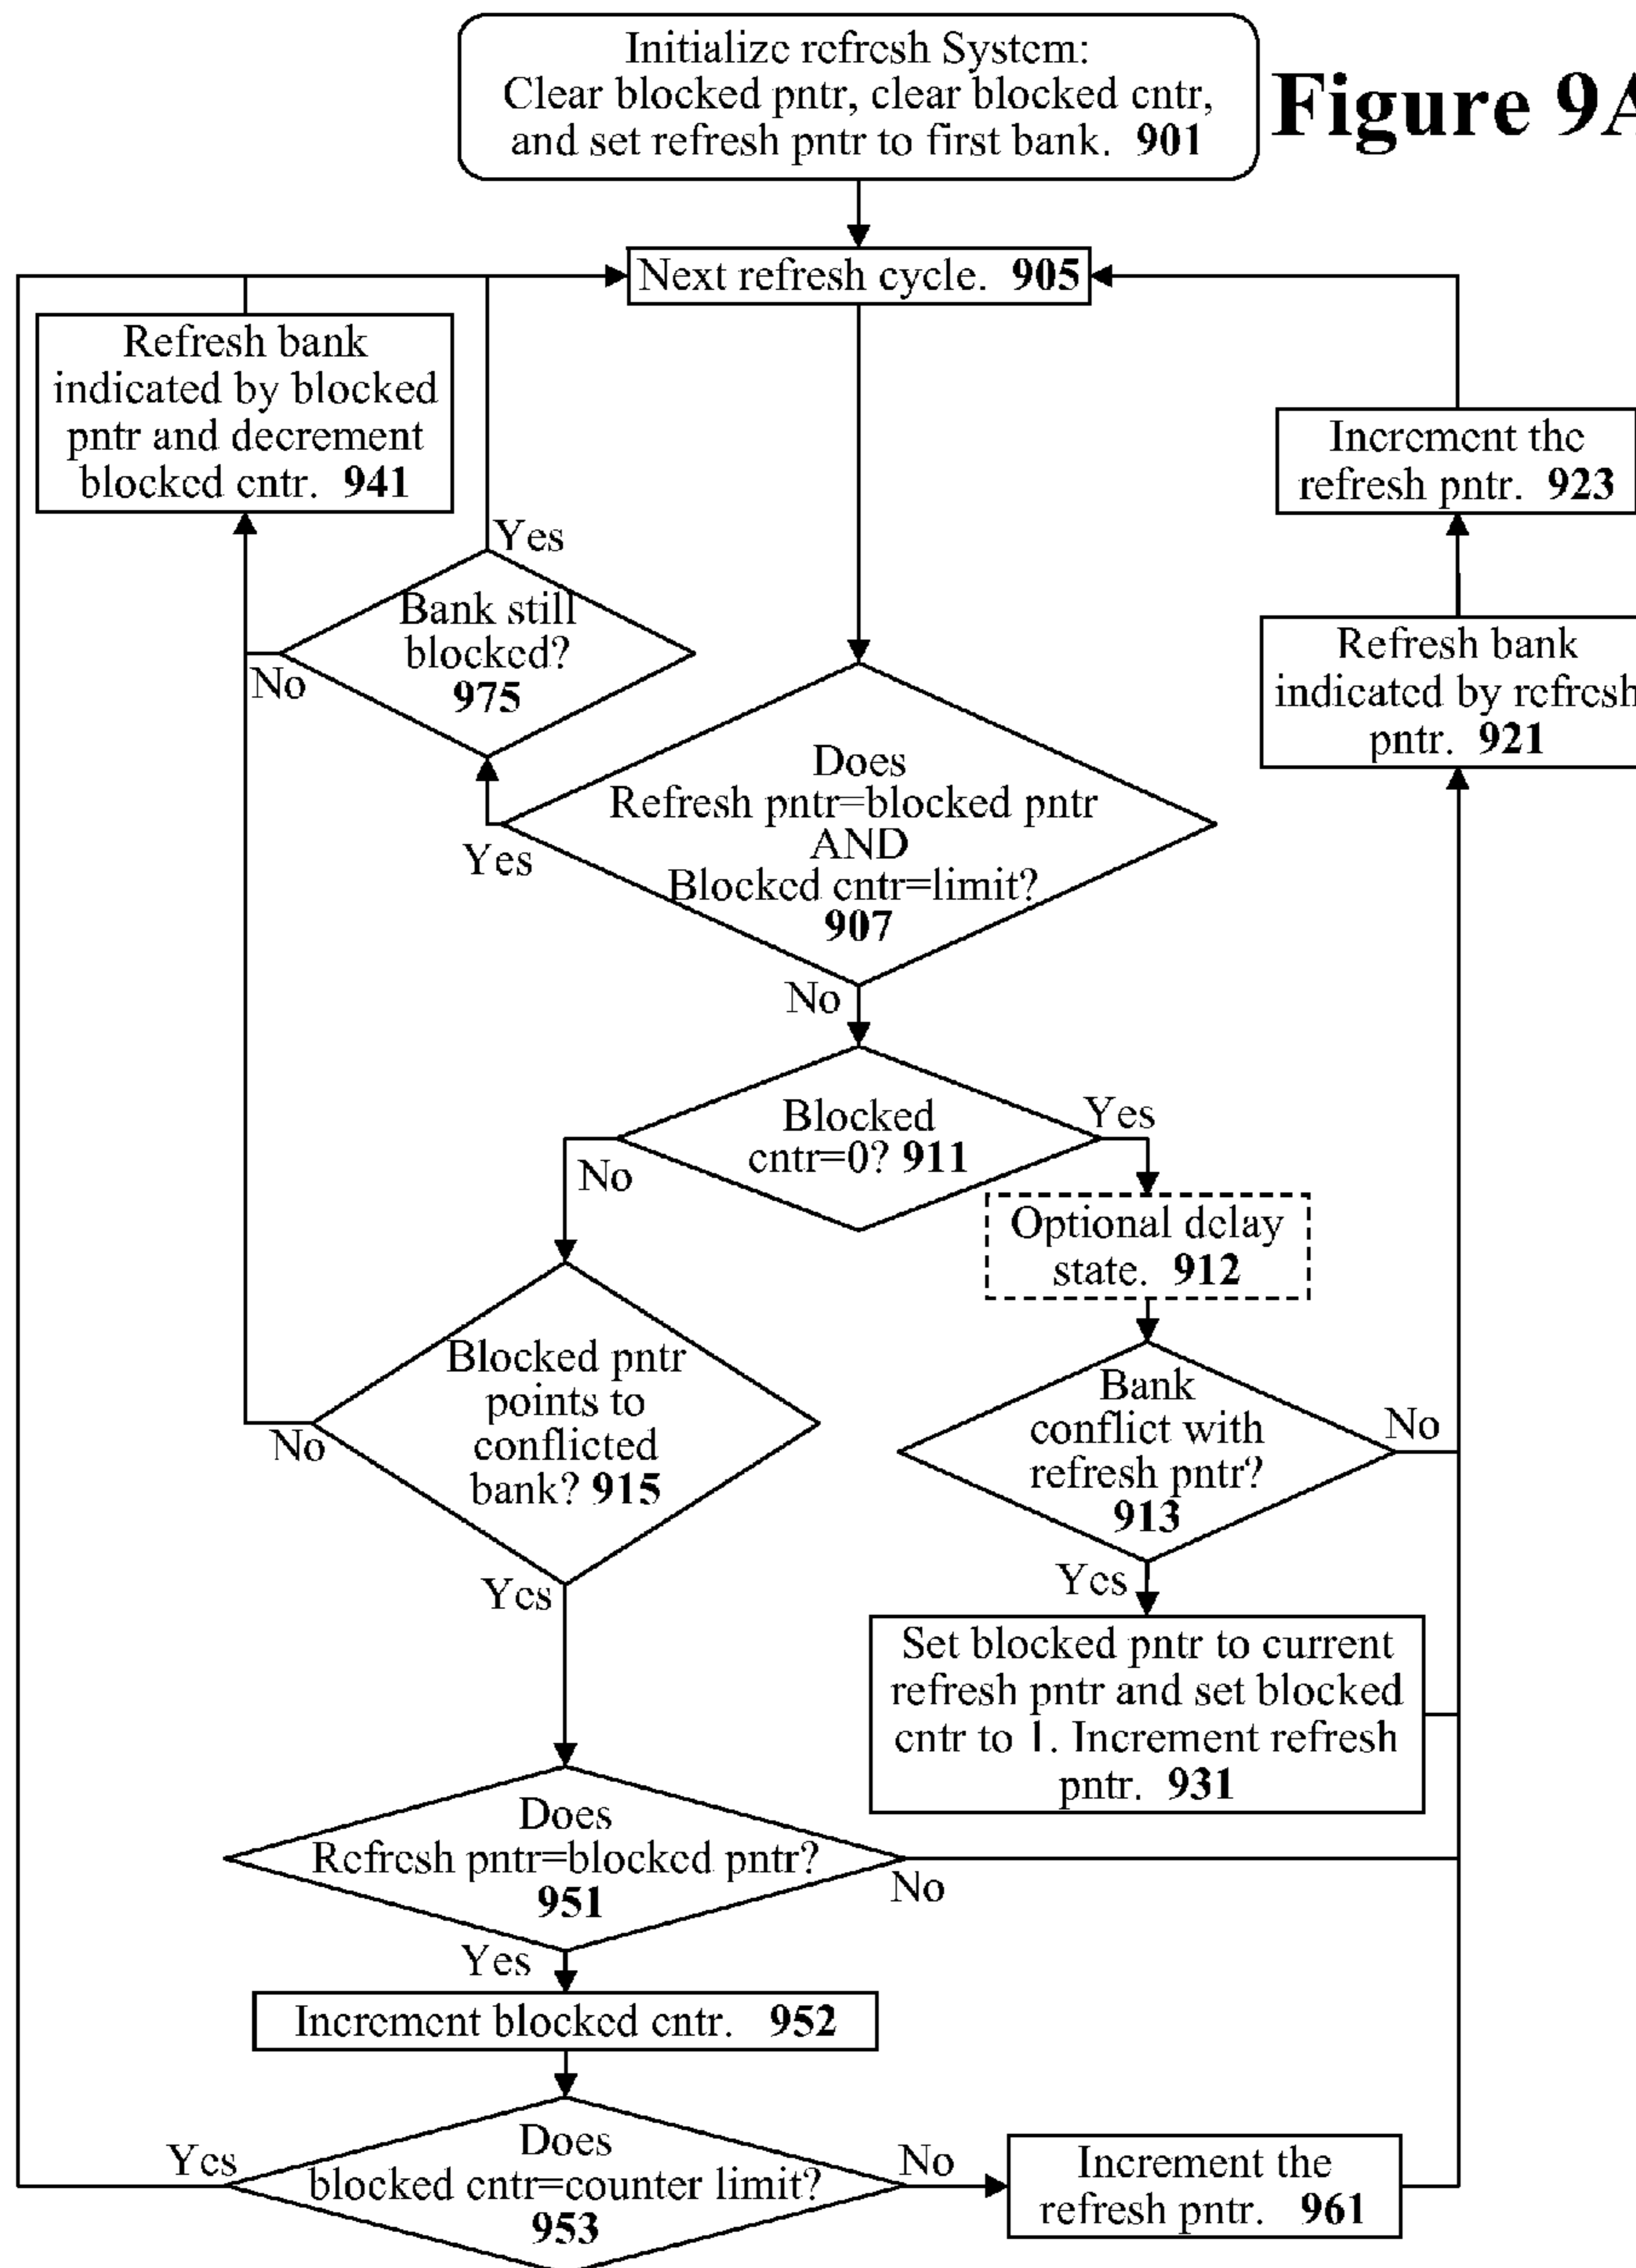 Initialize refresh System:
Clear blocked pntr, clear blocked cntr,
and set refresh pntr to first bank. 901
Figure 9A
Next refresh cycle. 905
Refresh bank
indicated by blocked
pntr and decrement
blocked cntr. 941
Increment the
refresh pntr. 923
Yes
Bank still
blocked?
975
No
Refresh bank
indicated by refresh
pntr. 921
Does
Refresh pntr=blocked pntr
AND
Blocked cntr=limit?
907
Yes
No
Blocked
cntr=0? 911
Yes
No
Optional delay
state. 912
Blocked pntr
points to
conflicted
bank? 915
No
Yes
Bank
conflict with
refresh pntr?
913
No
Yes
Set blocked pntr to current
refresh pntr and set blocked
cntr to 1. Increment refresh
pntr. 931
Does
Refresh pntr=blocked pntr?
951
No
Yes
Increment blocked cntr. 952
Does
blocked cntr=counter limit?
953
Yes
No
Increment the
refresh pntr. 961